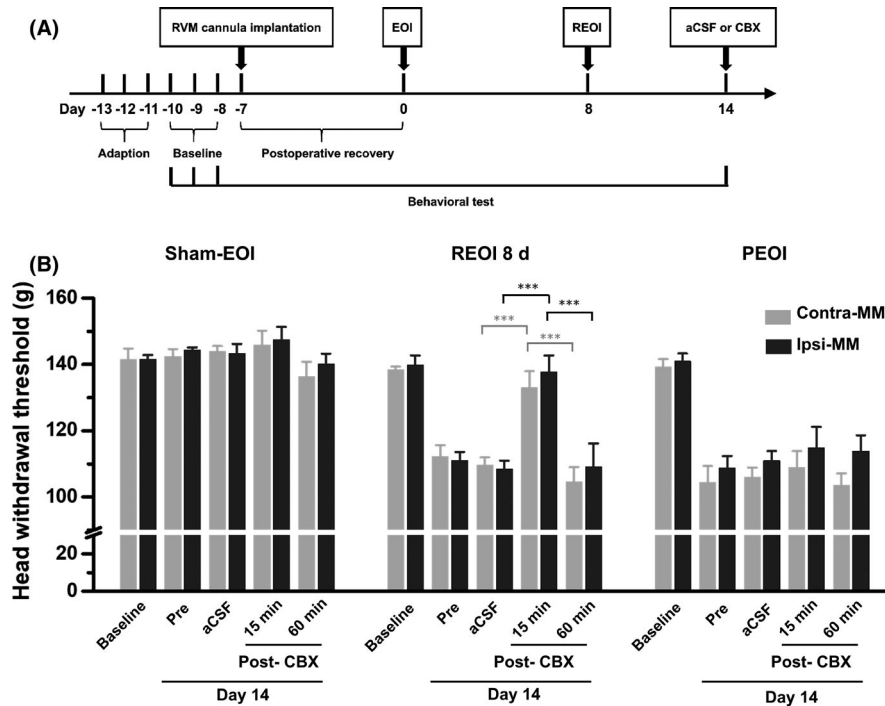 (A)
RVM cannula implantation
EOI
REOI
aCSF or CBX
Day -13 -12 -11 -10 -9 -8 -7 0 8 14
Adaption
Baseline
Postoperative recovery
Behavioral test
(B)
Sham-EOI
REOI 8 d
PEOI
Head withdrawal threshold (g)
160
140
120
100
20
0
***
***
***
***
Contra-MM
Ipsi-MM
Baseline
Pre
aCSF
15 min
60 min
Post- CBX
Day 14
Baseline
Pre
aCSF
15 min
60 min
Post- CBX
Day 14
Baseline
Pre
aCSF
15 min
60 min
Post- CBX
Day 14